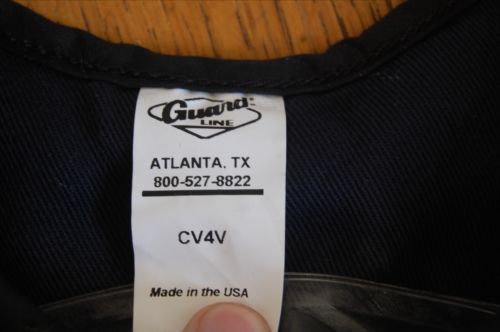 Guard
LINE
ATLANTA, TX
800-527-8822
CV4V
Made in the USA